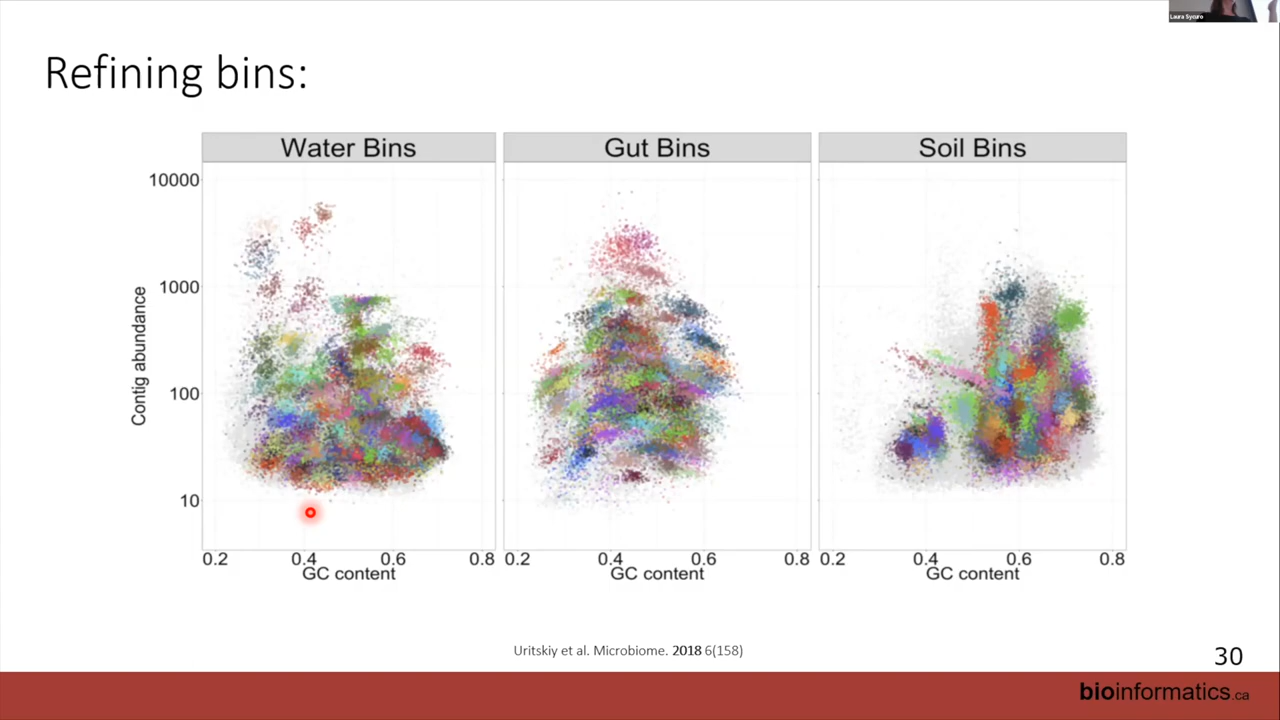 Laura Sycuro
Refining bins:
Water Bins
Gut Bins
Soil Bins
Contig abundance
10000
1000
100
10
0.2 0.4 0.6 0.8
GC content
0.2 0.4 0.6 0.8
GC content
0.2 0.4 0.6 0.8
GC content
Uritskiy et al. Microbiome. 2018 6(158)
30
bioinformatics.ca